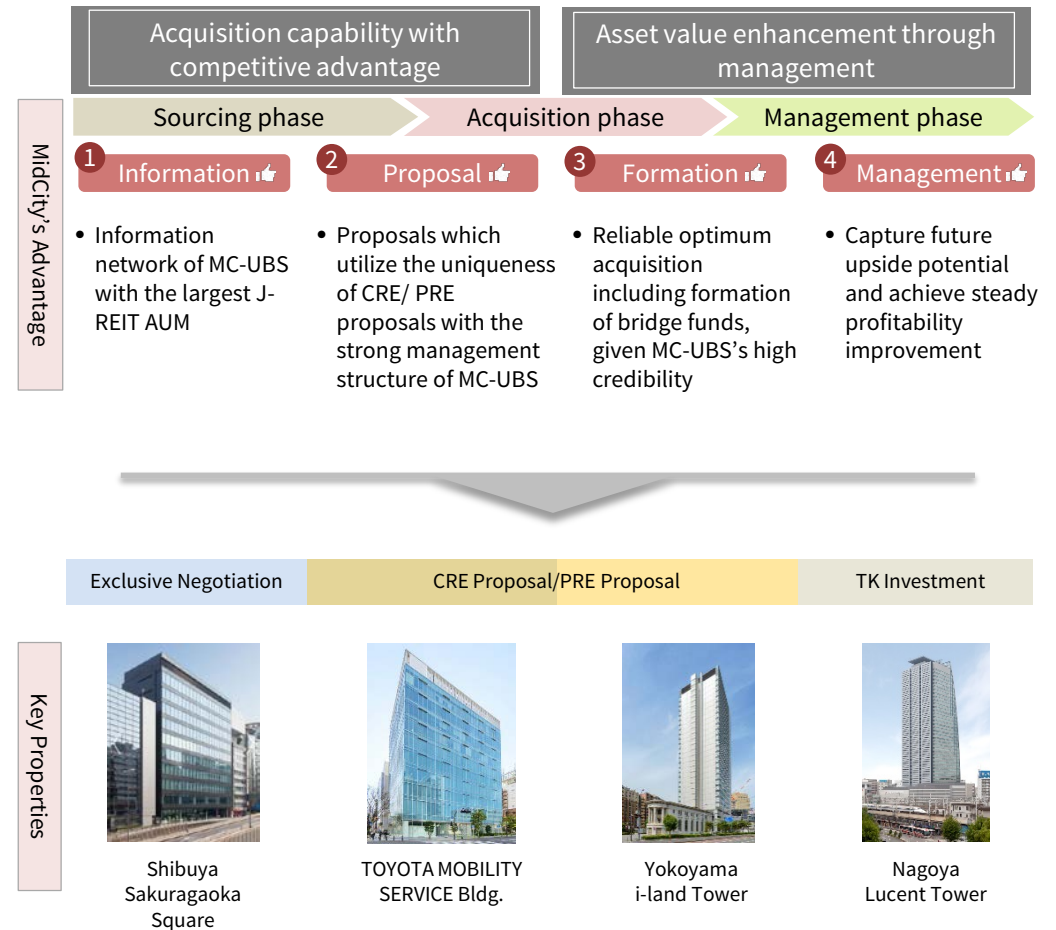 Acquisition capability with
competitive advantage
Asset value enhancement through
management
MidCity's Advantage
Sourcing phase
Acquisition phase
Management phase
1 Information
2 Proposal
3 Formation
4 Management
• Information
network of MC-UBS
with the largest J-
REIT AUM
• Proposals which
utilize the uniqueness
of CRE/ PRE
proposals with the
strong management
structure of MC-UBS
• Reliable optimum
acquisition
including formation
of bridge funds,
given MC-UBS's high
credibility
• Capture future
upside potential
and achieve steady
profitability
improvement
Exclusive Negotiation
CRE Proposal/PRE Proposal
TK Investment
Key Properties
Shibuya
Sakuragaoka
Square
TOYOTA MOBILITY
SERVICE Bldg.
Yokoyama
i-land Tower
Nagoya
Lucent Tower